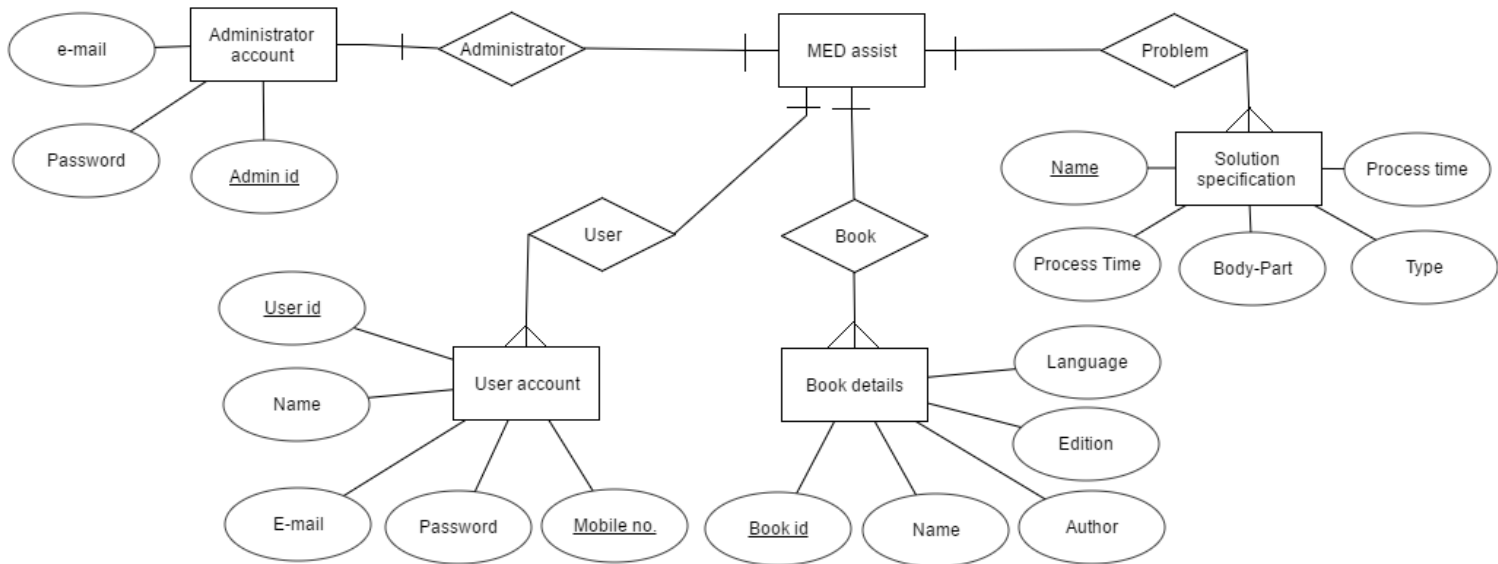 e-mail
Administrator
account
Administrator
MED assist
Problem
Password
Admin id
Name
Solution
specification
Process time
User
Book
Process Time
Body-Part
Type
User id
Name
User account
Book details
Language
Edition
E-mail
Password
Mobile no.
Book id
Name
Author